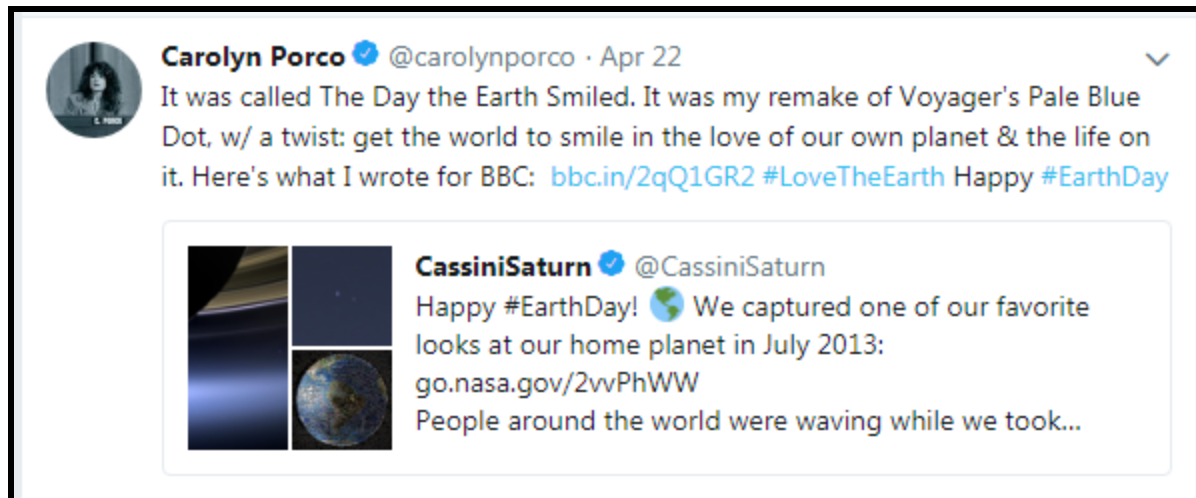 Carolyn Porco @carolynporco · Apr 22
It was called The Day the Earth Smiled. It was my remake of Voyager's Pale Blue
Dot, w/ a twist: get the world to smile in the love of our own planet & the life on
it. Here's what I wrote for BBC: bbc.in/2qQ1GR2 #LoveTheEarth Happy #EarthDay
C. PORCO
CassiniSaturn @CassiniSaturn
Happy #EarthDay! 🌎 We captured one of our favorite
looks at our home planet in July 2013:
go.nasa.gov/2vvPhWW
People around the world were waving while we took...